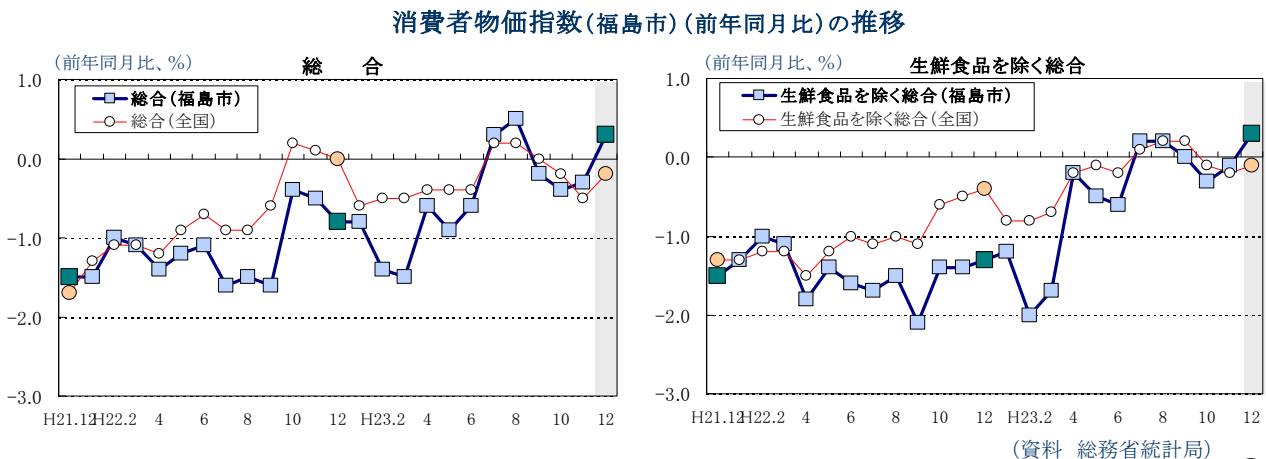 消費者物価指数(福島市)(前年同月比)の推移
(前年同月比、%)
総　合
総合(福島市)
総合(全国)
1.0
0.0
-1.0
-2.0
-3.0
H21.12 H22.2 4 6 8 10 12 H23.2 4 6 8 10 12
(前年同月比、%)
生鮮食品を除く総合
生鮮食品を除く総合(福島市)
生鮮食品を除く総合(全国)
1.0
0.0
-1.0
-2.0
-3.0
H21.12 H22.2 4 6 8 10 12 H23.2 4 6 8 10 12
(資料　総務省統計局)